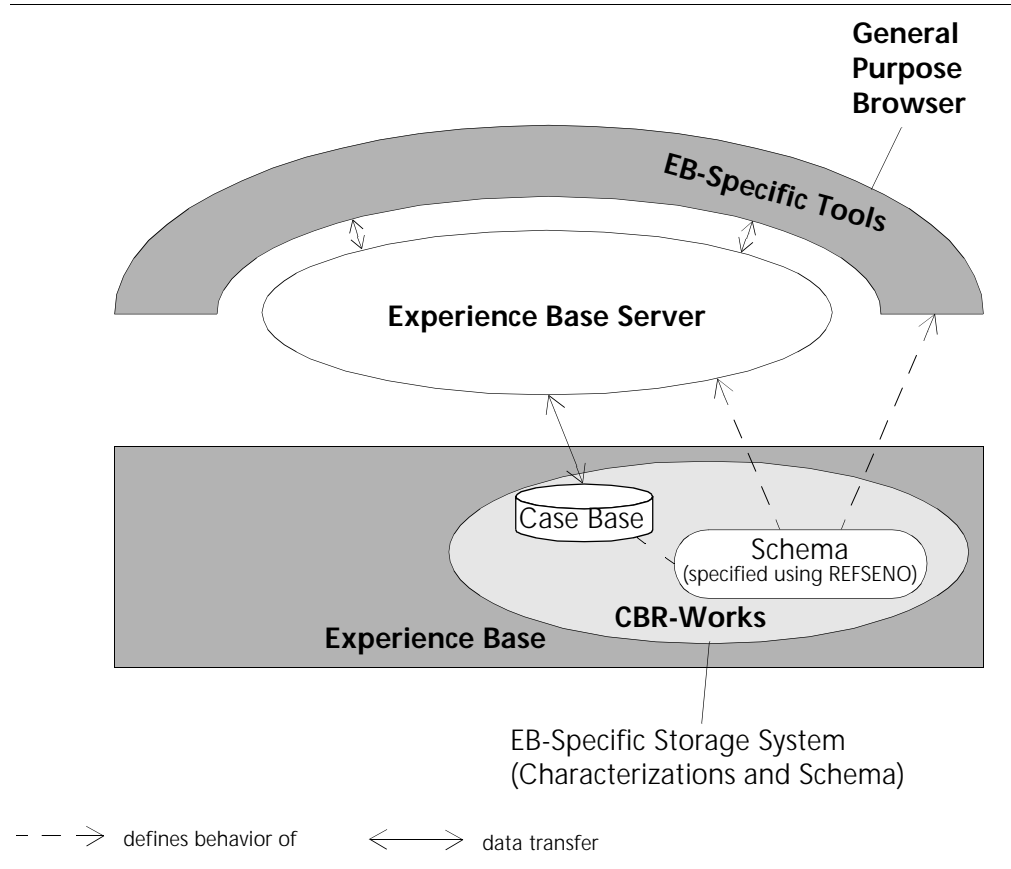 General
Purpose
Browser
EB-Specific Tools
Experience Base Server
Case Base
Schema
(specified using REFSENO)
CBR-Works
Experience Base
EB-Specific Storage System
(Characterizations and Schema)
defines behavior of
data transfer